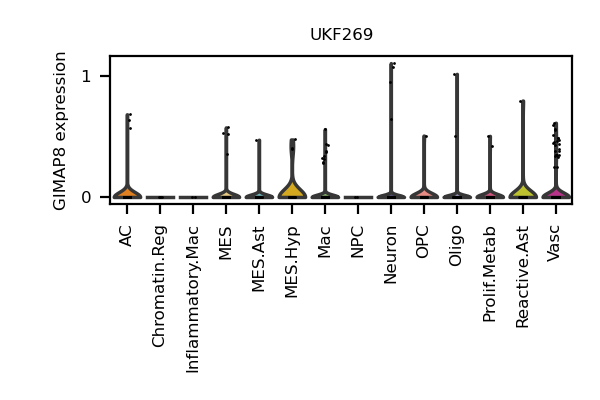 UKF269
GIMAP8 expression
1
0
AC
Chromatin.Reg
Inflammatory.Mac
MES
MES.Ast
MES.Hyp
Mac
NPC
Neuron
OPC
Oligo
Prolif.Metab
Reactive.Ast
Vasc